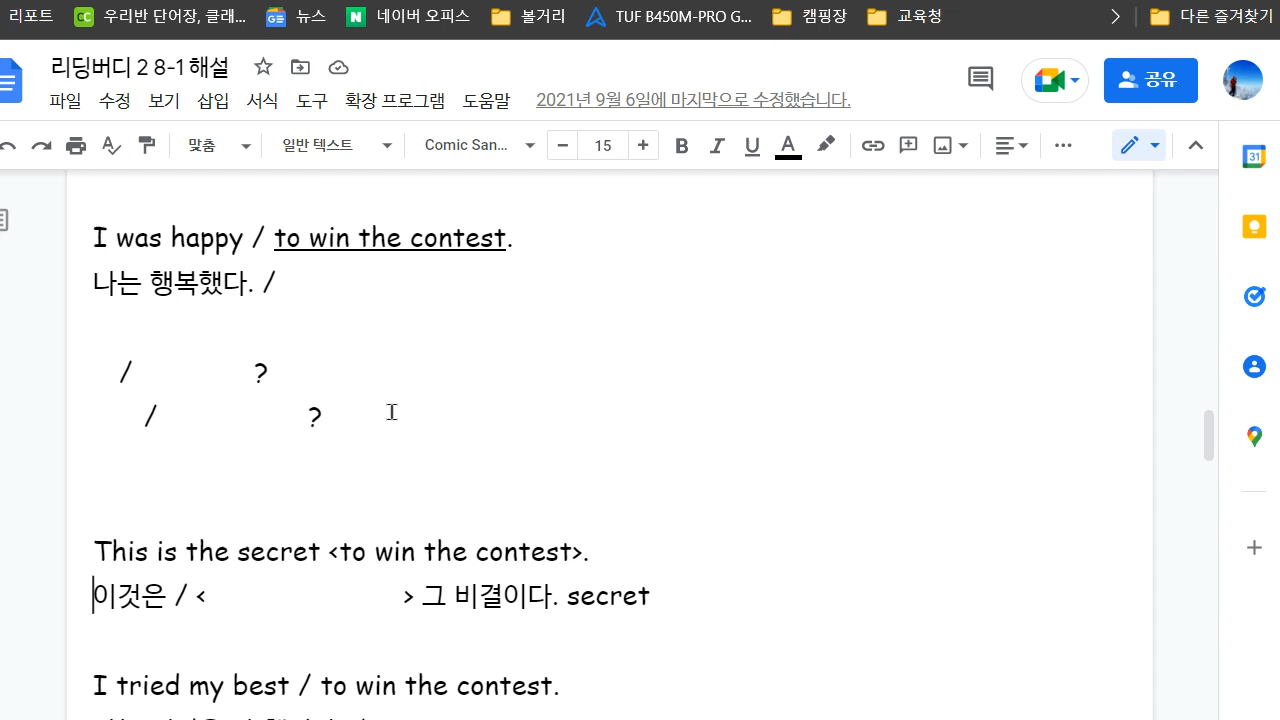 리포트 우리반 단어장, 클래... 뉴스 네이버 오피스 볼거리 TUF B450M-PRO G... 캠핑장 교육청 다른 즐겨찾기
리딩버디 2 8-1 해설
공유
파일 수정 보기 삽입 서식 도구 확장 프로그램 도움말 2021년 9월 6일에 마지막으로 수정했습니다.
맞춤 일반 텍스트 Comic San... 15
I was happy / to win the contest.
나는 행복했다. /
/ ?
/ ?
This is the secret <to win the contest>.
이것은 / < > 그 비결이다. secret
I tried my best / to win the contest.